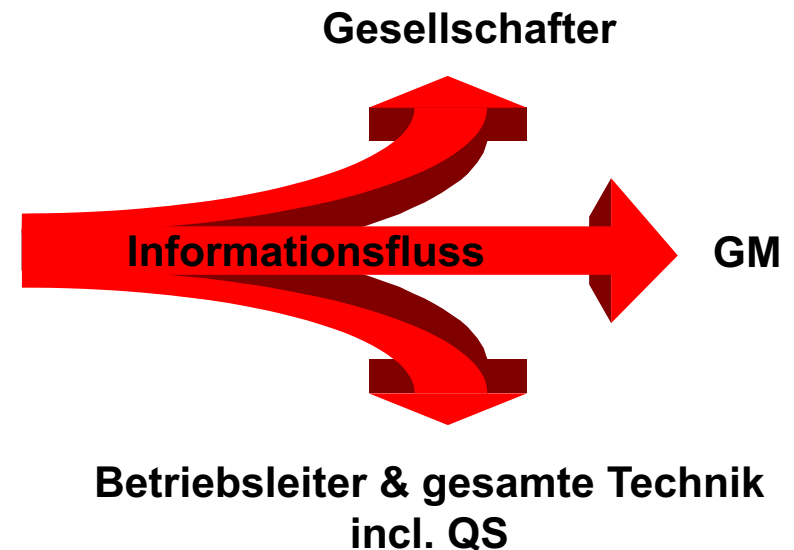 Gesellschafter
Informationsfluss
GM
Betriebsleiter & gesamte Technik
incl. QS